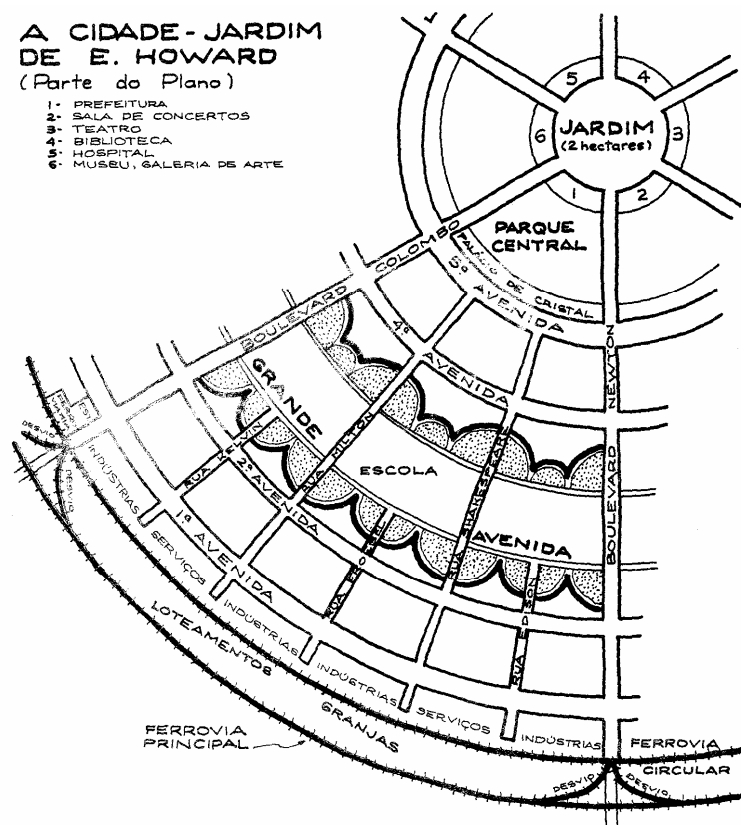 A CIDADE-JARDIM
DE E. HOWARD
(Parte do Plano)
1- PREFEITURA
2- SALA DE CONCERTOS
3- TEATRO
4- BIBLIOTECA
5- HOSPITAL
6- MUSEU, GALERIA DE ARTE
5
4
6
JARDIM
3
(2 hectares)
1
2
PARQUE
CENTRAL
PALÁCIO DE CRISTAL
5ª AVENIDA
BOULEVARD COLOMBO
4ª AVENIDA
BOULEVARD NEWTON
GRANDE AVENIDA
ESCOLA
RUA KELVIN
RUA MILTON
RUA SHAKESPEARE
2ª AVENIDA
1ª AVENIDA
RUA EDISON
DESVIO
INDÚSTRIAS
SERVIÇOS
INDÚSTRIAS
INDÚSTRIAS
SERVIÇOS
INDÚSTRIAS
LOTEAMENTOS
GRANJAS
FERROVIA
PRINCIPAL
FERROVIA
CIRCULAR
DESVIO
DESVIO